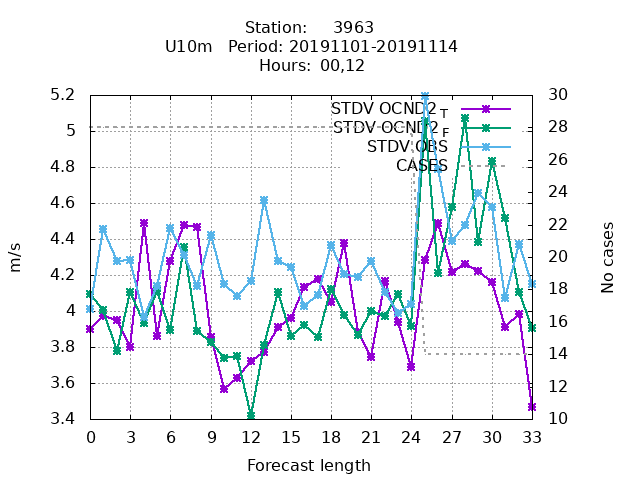 Station: 3963
U10m Period: 20191101-20191114
Hours: 00,12
STDV OCND2 T
STDV OCND2 F
STDV OBS
CASES
m/s
5.2
5
4.8
4.6
4.4
4.2
4
3.8
3.6
3.4
30
28
26
24
22
20
18
16
14
12
10
No cases
0 3 6 9 12 15 18 21 24 27 30 33
Forecast length